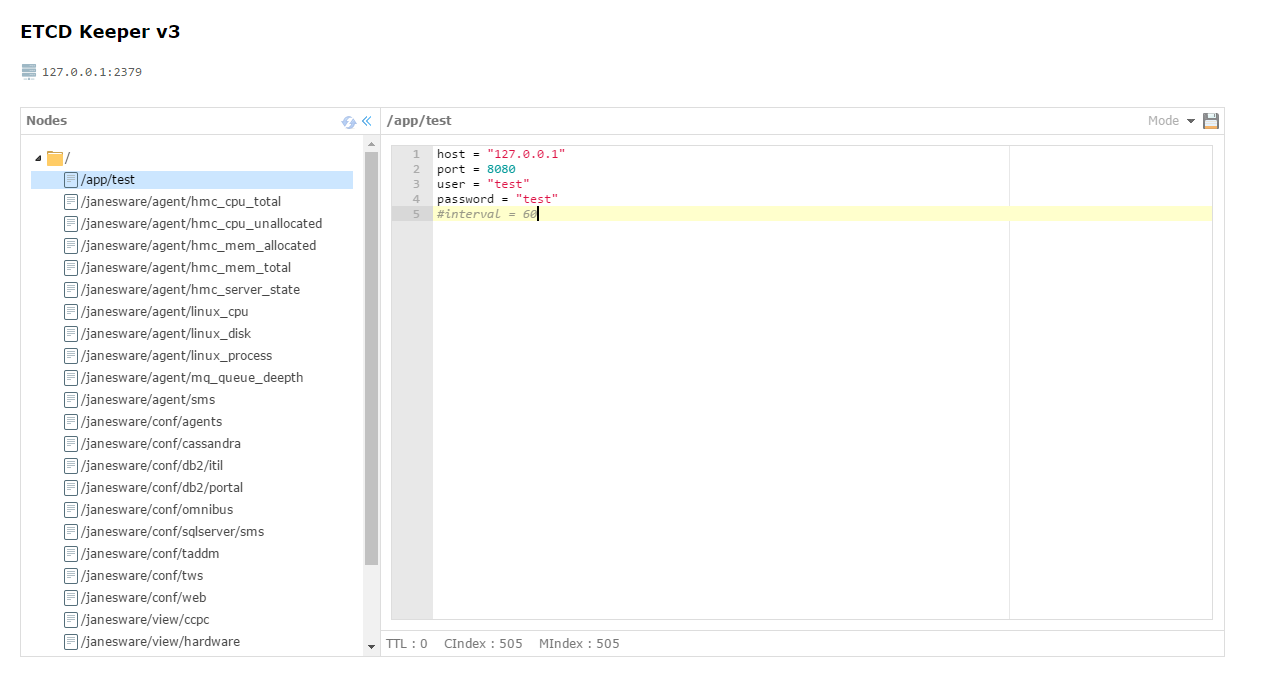 ETCD Keeper v3
127.0.0.1:2379
Nodes
/
/app/test
/janesware/agent/hmc_cpu_total
/janesware/agent/hmc_cpu_unallocated
/janesware/agent/hmc_mem_allocated
/janesware/agent/hmc_mem_total
/janesware/agent/hmc_server_state
/janesware/agent/linux_cpu
/janesware/agent/linux_disk
/janesware/agent/linux_process
/janesware/agent/mq_queue_deepth
/janesware/agent/sms
/janesware/conf/agents
/janesware/conf/cassandra
/janesware/conf/db2/itil
/janesware/conf/db2/portal
/janesware/conf/omnibus
/janesware/conf/sqlserver/sms
/janesware/conf/taddm
/janesware/conf/tws
/janesware/conf/web
/janesware/view/ccpc
/janesware/view/hardware
/app/test Mode
1 host = "127.0.0.1"
2 port = 8080
3 user = "test"
4 password = "test"
5 #interval = 60
TTL : 0 CIndex : 505 MIndex : 505